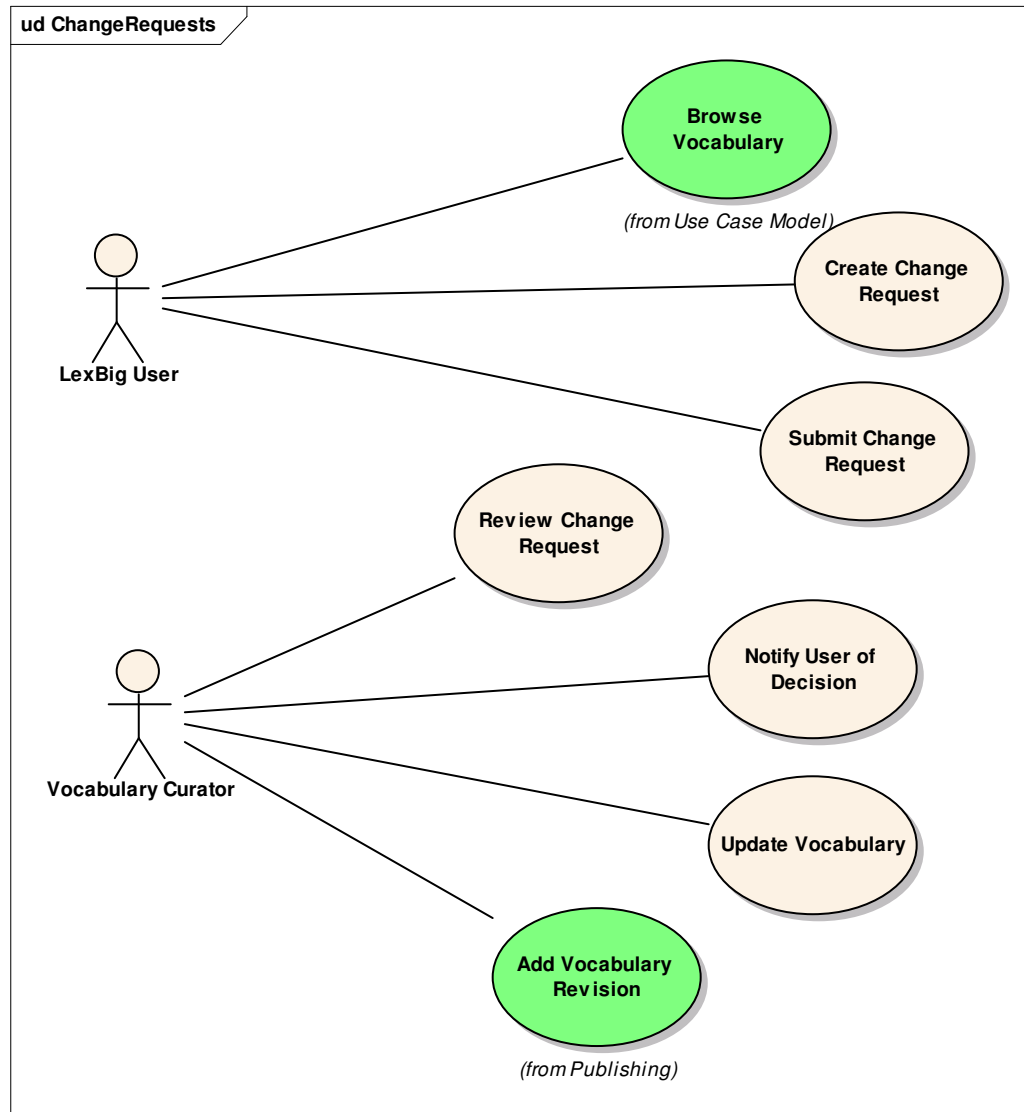 ud ChangeRequests
Browse
Vocabulary
(from Use Case Model)
Create Change
Request
LexBig User
Submit Change
Request
Review Change
Request
Notify User of
Decision
Vocabulary Curator
Update Vocabulary
Add Vocabulary
Revision
(from Publishing)